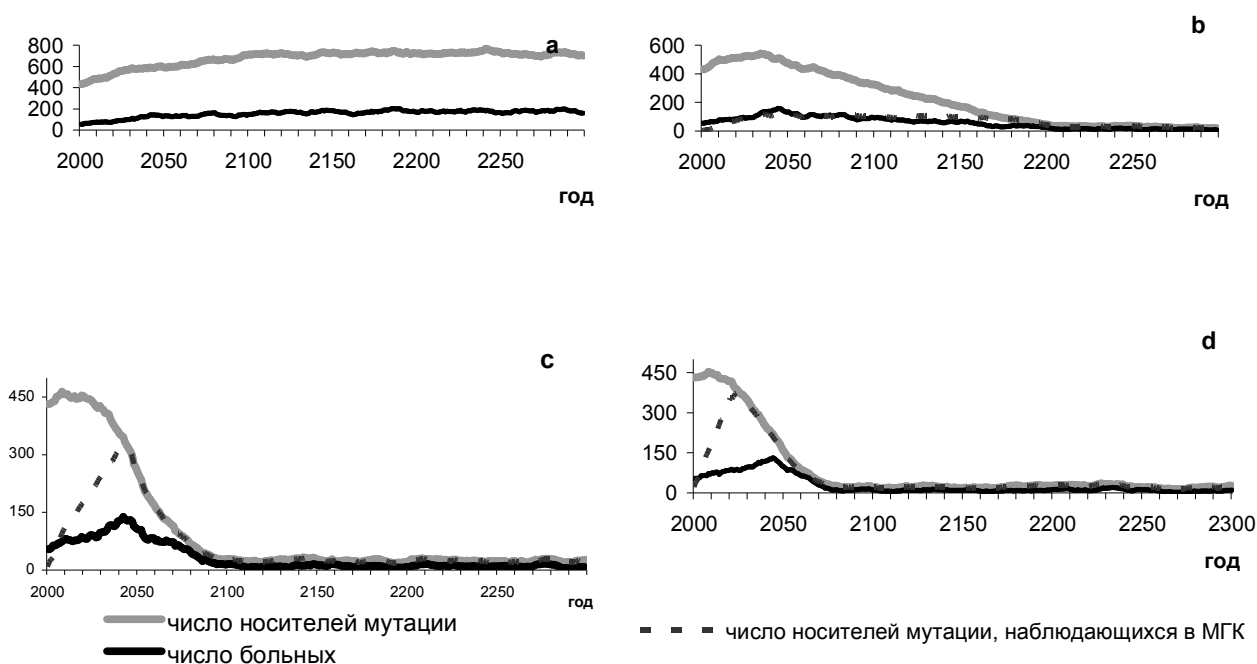 a
800
600
400
200
0
2000 2050 2100 2150 2200 2250
год
b
600
400
200
0
2000 2050 2100 2150 2200 2250
год
c
450
300
150
0
2000 2050 2100 2150 2200 2250
год
d
450
300
150
0
2000 2050 2100 2150 2200 2250 2300
год
число носителей мутации
число больных
число носителей мутации, наблюдающихся в МГК